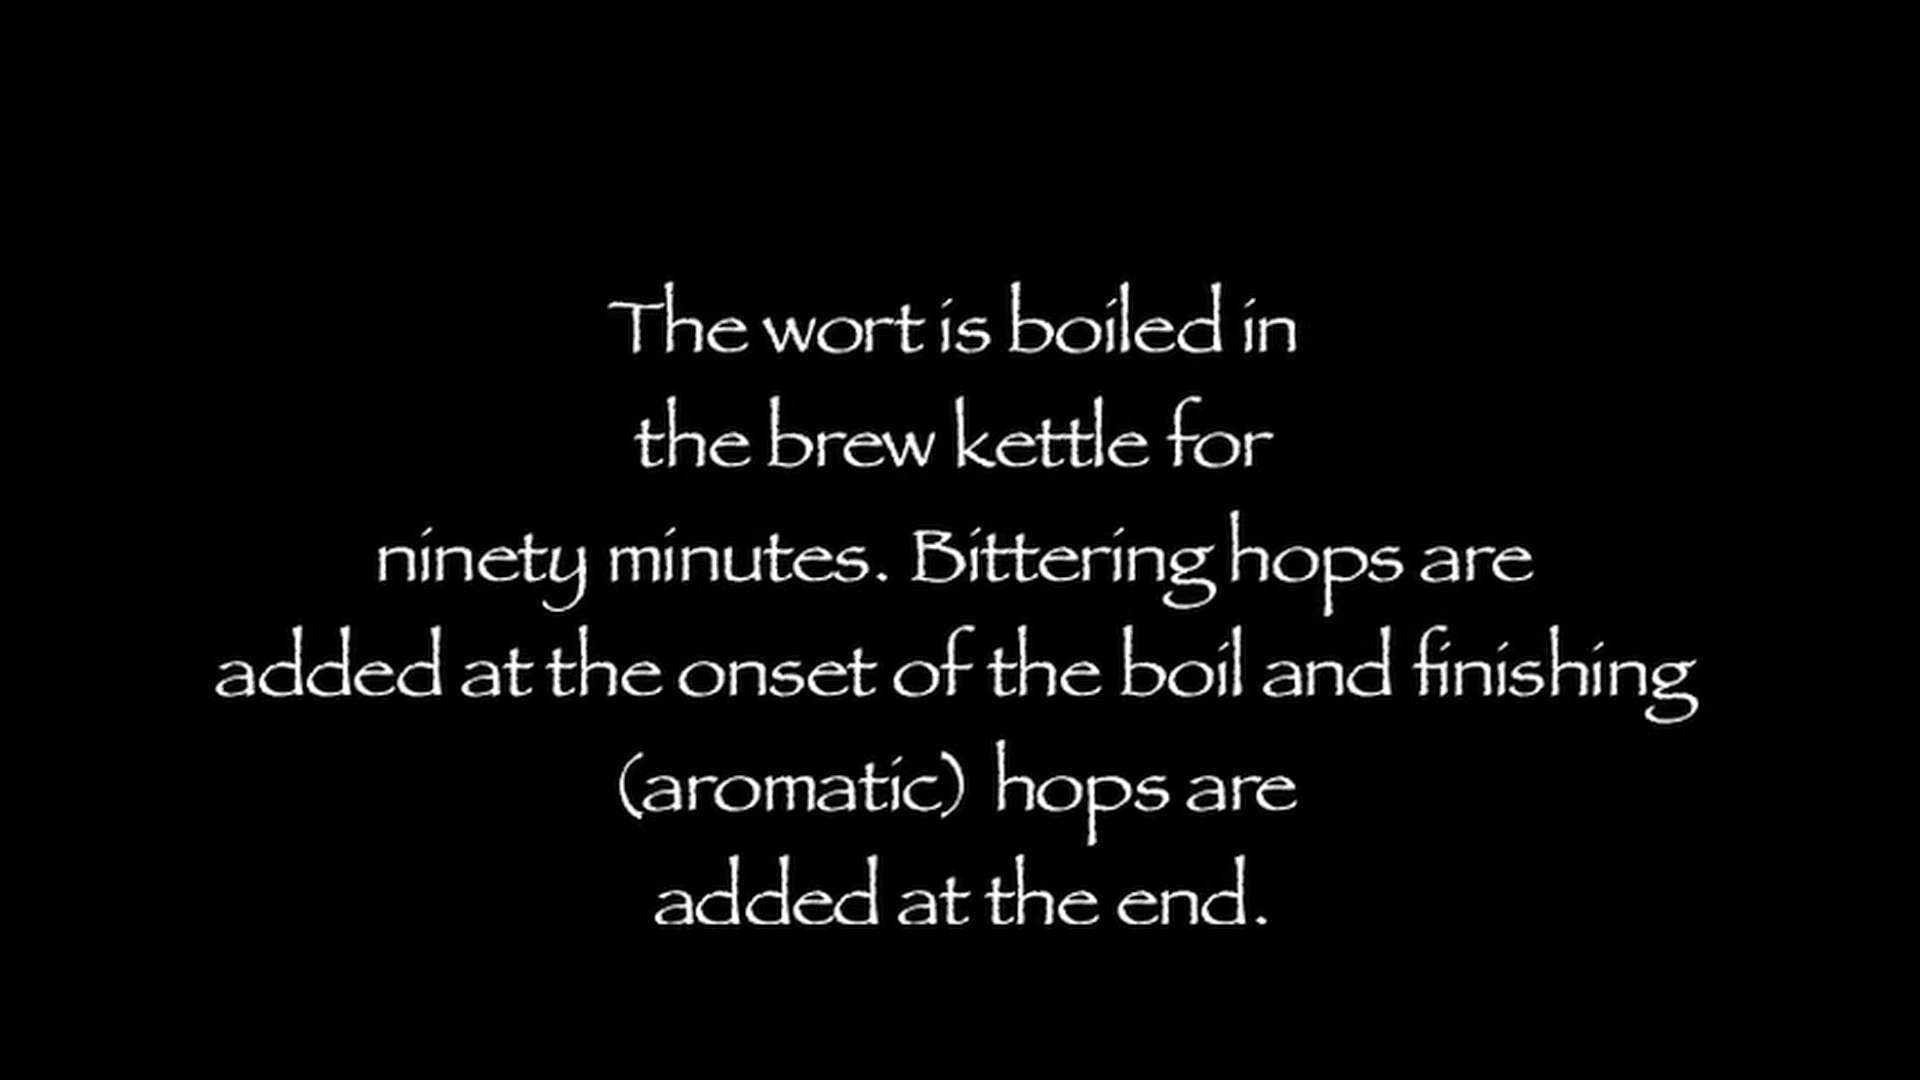 The wort is boiled in
the brew kettle for
ninety minutes. Bittering hops are
added at the onset of the boil and finishing
(aromatic) hops are
added at the end.